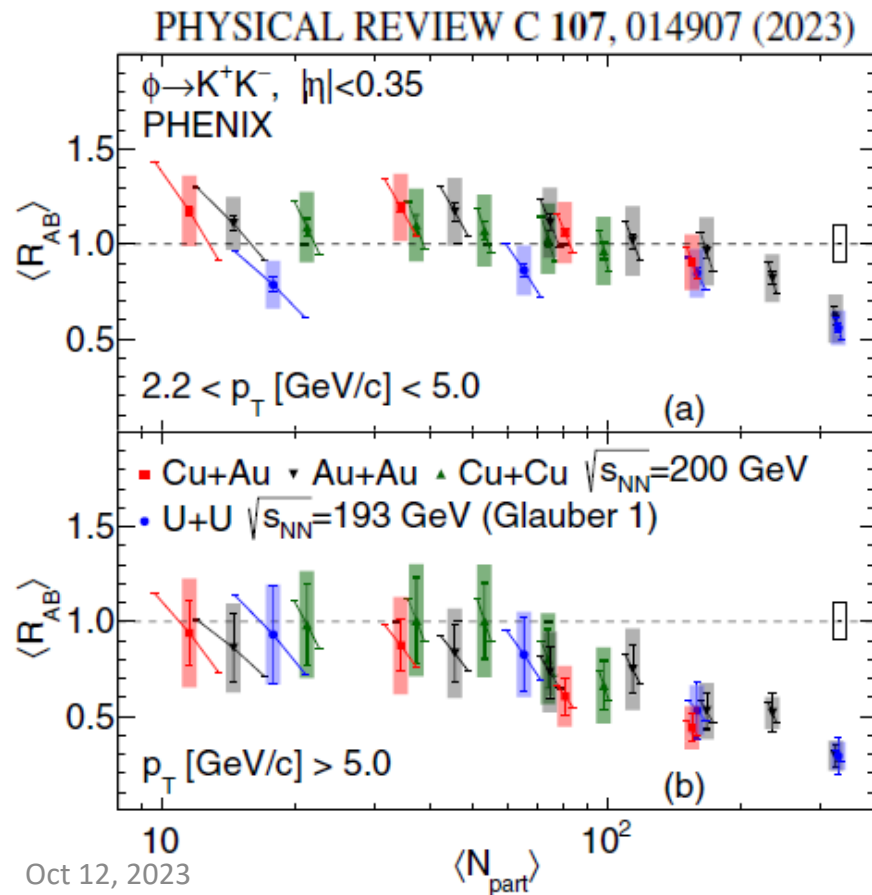 PHYSICAL REVIEW C 107, 014907 (2023)
ϕ→K⁺K⁻, |η|<0.35
PHENIX
1.5
1.0
0.5
⟨R_AB⟩
2.2 < p_T [GeV/c] < 5.0
(a)
Cu+Au Au+Au Cu+Cu √s_NN=200 GeV
U+U √s_NN=193 GeV (Glauber 1)
1.5
1.0
0.5
⟨R_AB⟩
p_T [GeV/c] > 5.0
(b)
10
10²
⟨N_part⟩
Oct 12, 2023